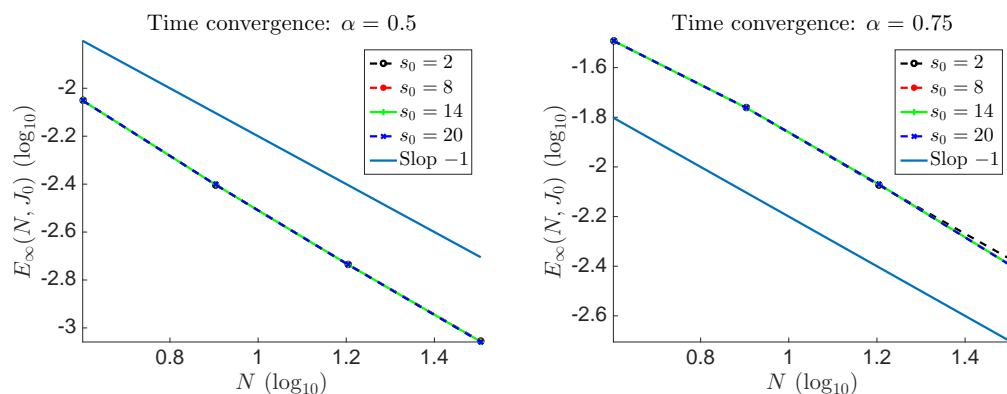 Time convergence: α = 0.5
E∞(N, J₀) (log₁₀)
-2
-2.2
-2.4
-2.6
-2.8
-3
0.8
1
1.2
1.4
N (log₁₀)
s₀ = 2
s₀ = 8
s₀ = 14
s₀ = 20
Slop −1
Time convergence: α = 0.75
E∞(N, J₀) (log₁₀)
-1.6
-1.8
-2
-2.2
-2.4
-2.6
0.8
1
1.2
1.4
N (log₁₀)
s₀ = 2
s₀ = 8
s₀ = 14
s₀ = 20
Slop −1